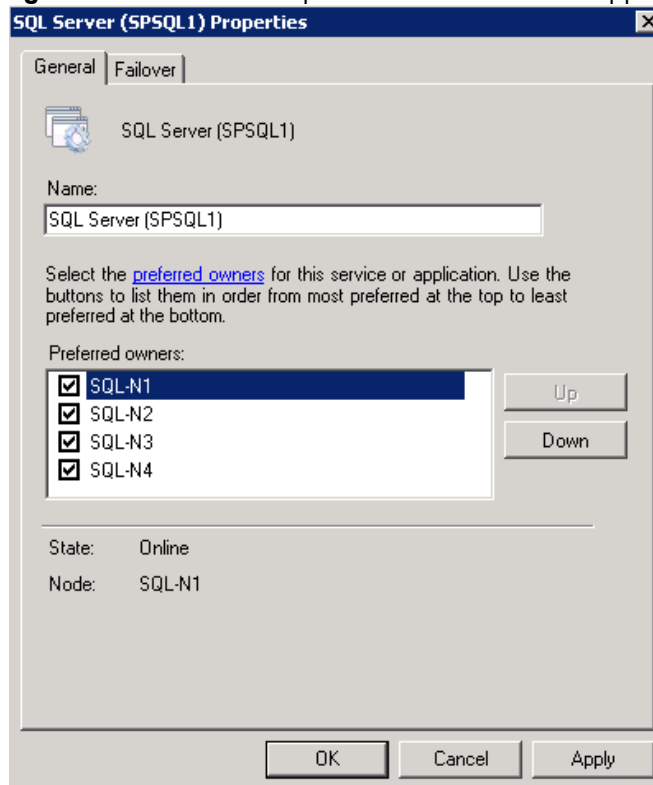 SQL Server (SPSQL1) Properties
General
Failover
SQL Server (SPSQL1)
Name:
SQL Server (SPSQL1)
Select the preferred owners for this service or application. Use the
buttons to list them in order from most preferred at the top to least
preferred at the bottom.
Preferred owners:
SQL-N1
SQL-N2
SQL-N3
SQL-N4
Up
Down
State: Online
Node: SQL-N1
OK Cancel Apply